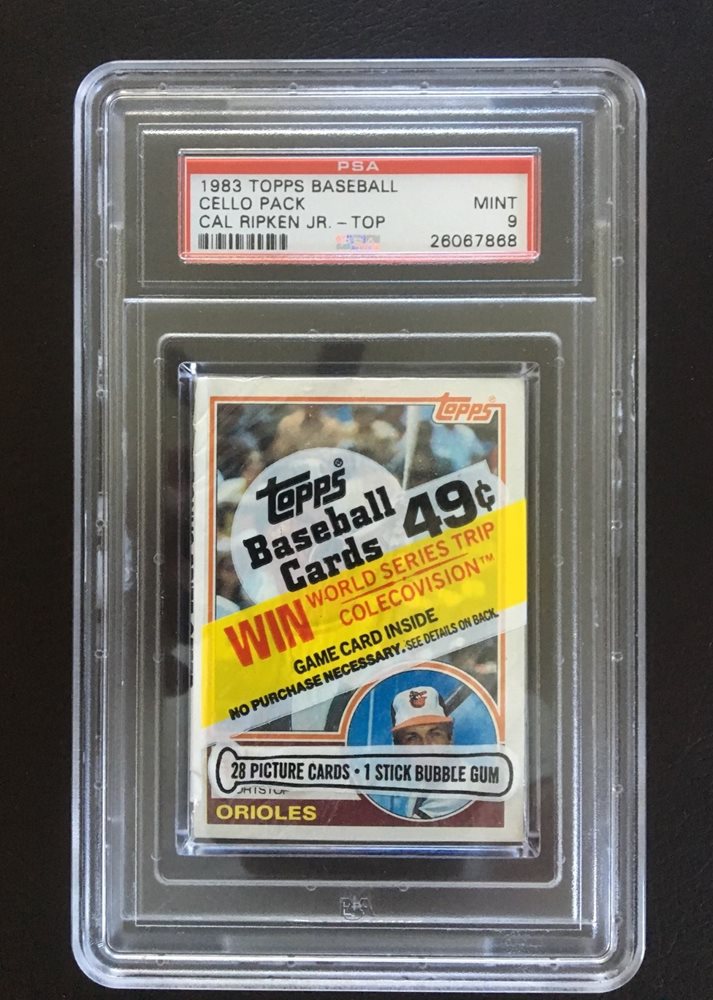 PSA
1983 TOPPS BASEBALL
CELLO PACK MINT
CAL RIPKEN JR. - TOP 9
26067868
topps®
topps®
Baseball 49¢
Cards
WIN WORLD SERIES TRIP
COLECOVISION™
GAME CARD INSIDE
NO PURCHASE NECESSARY. SEE DETAILS ON BACK
28 PICTURE CARDS • 1 STICK BUBBLE GUM
ORIOLES
PSA